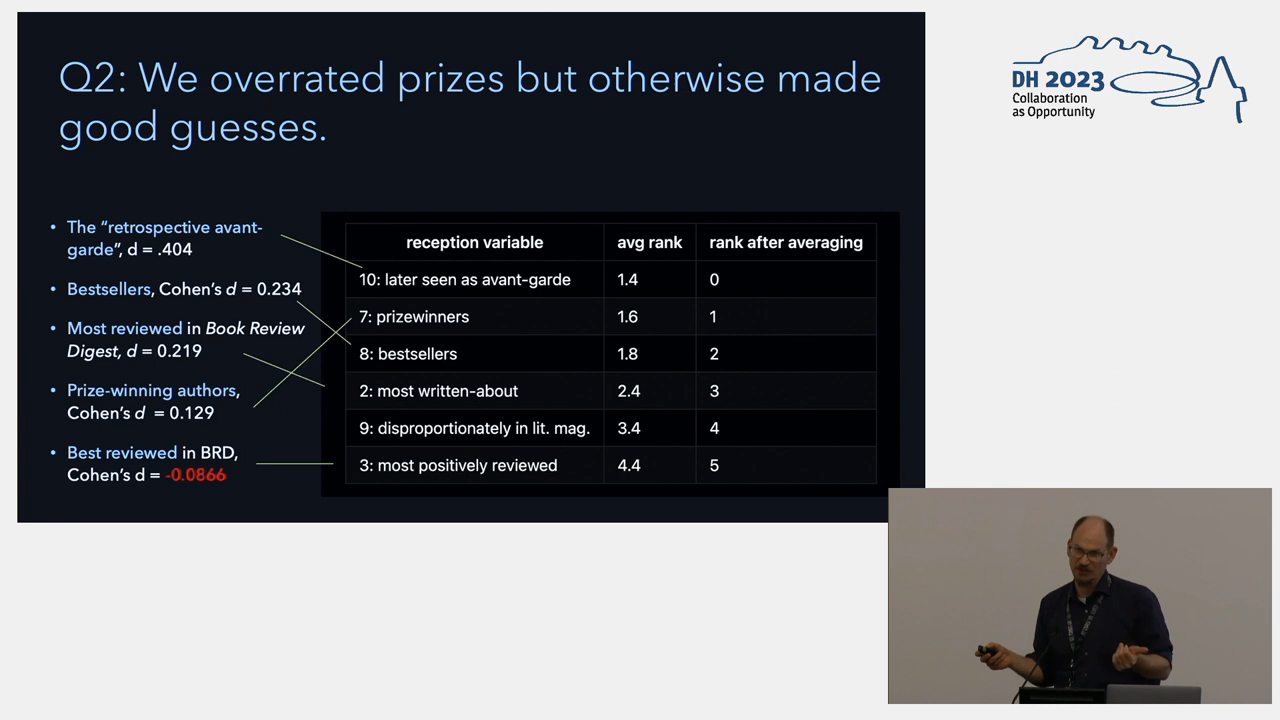 Q2: We overrated prizes but otherwise made
good guesses.
DH 2023
Collaboration
as Opportunity
• The “retrospective avant-
garde”, d = .404
• Bestsellers, Cohen’s d = 0.234
• Most reviewed in Book Review
Digest, d = 0.219
• Prize-winning authors,
Cohen’s d = 0.129
• Best reviewed in BRD,
Cohen’s d = -0.0866
reception variable avg rank rank after averaging
10: later seen as avant-garde 1.4 0
7: prizewinners 1.6 1
8: bestsellers 1.8 2
2: most written-about 2.4 3
9: disproportionately in lit. mag. 3.4 4
3: most positively reviewed 4.4 5